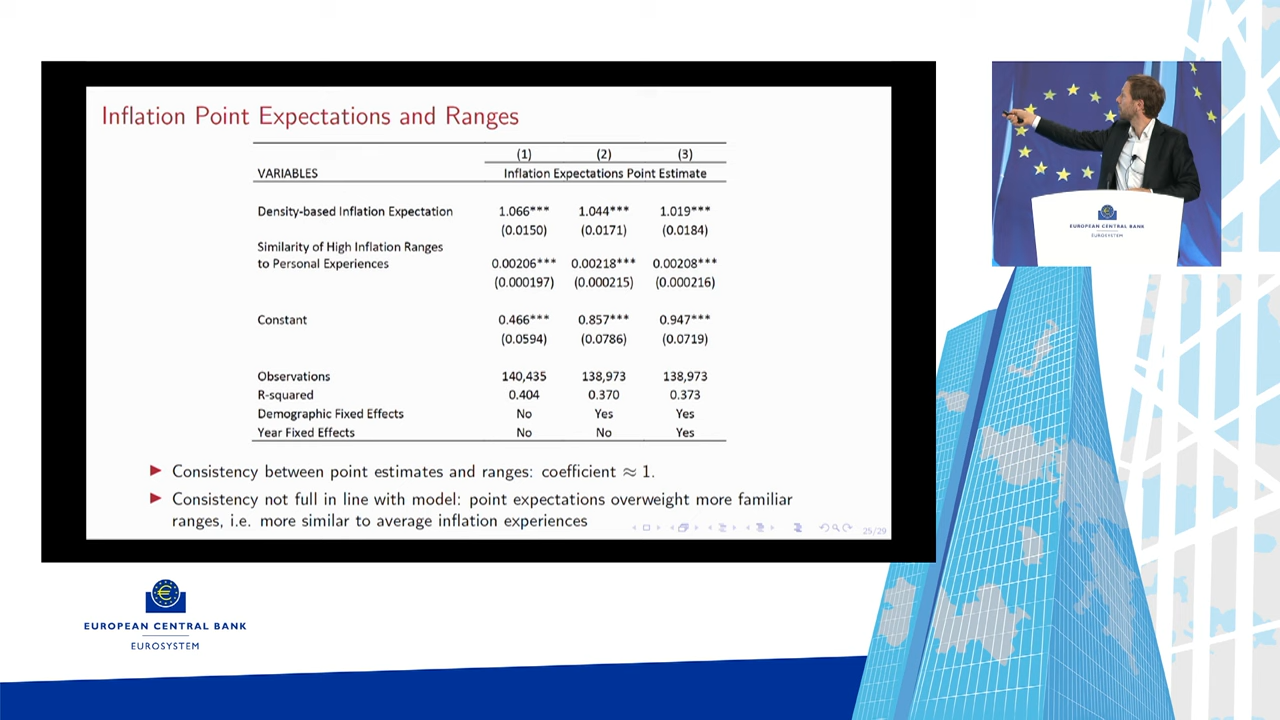 Inflation Point Expectations and Ranges
(1) (2) (3)
VARIABLES Inflation Expectations Point Estimate
Density-based Inflation Expectation 1.066*** 1.044*** 1.019***
(0.0150) (0.0171) (0.0184)
Similarity of High Inflation Ranges
to Personal Experiences 0.00206*** 0.00218*** 0.00208***
(0.000197) (0.000215) (0.000216)
Constant 0.466*** 0.857*** 0.947***
(0.0594) (0.0786) (0.0719)
Observations 140,435 138,973 138,973
R-squared 0.404 0.370 0.373
Demographic Fixed Effects No Yes Yes
Year Fixed Effects No No Yes
Consistency between point estimates and ranges: coefficient ≈ 1.
Consistency not full in line with model: point expectations overweight more familiar
ranges, i.e. more similar to average inflation experiences
25/29
EUROPEAN CENTRAL BANK
EUROSYSTEM
EUROPEAN CENTRAL BANK
EUROSYSTEM